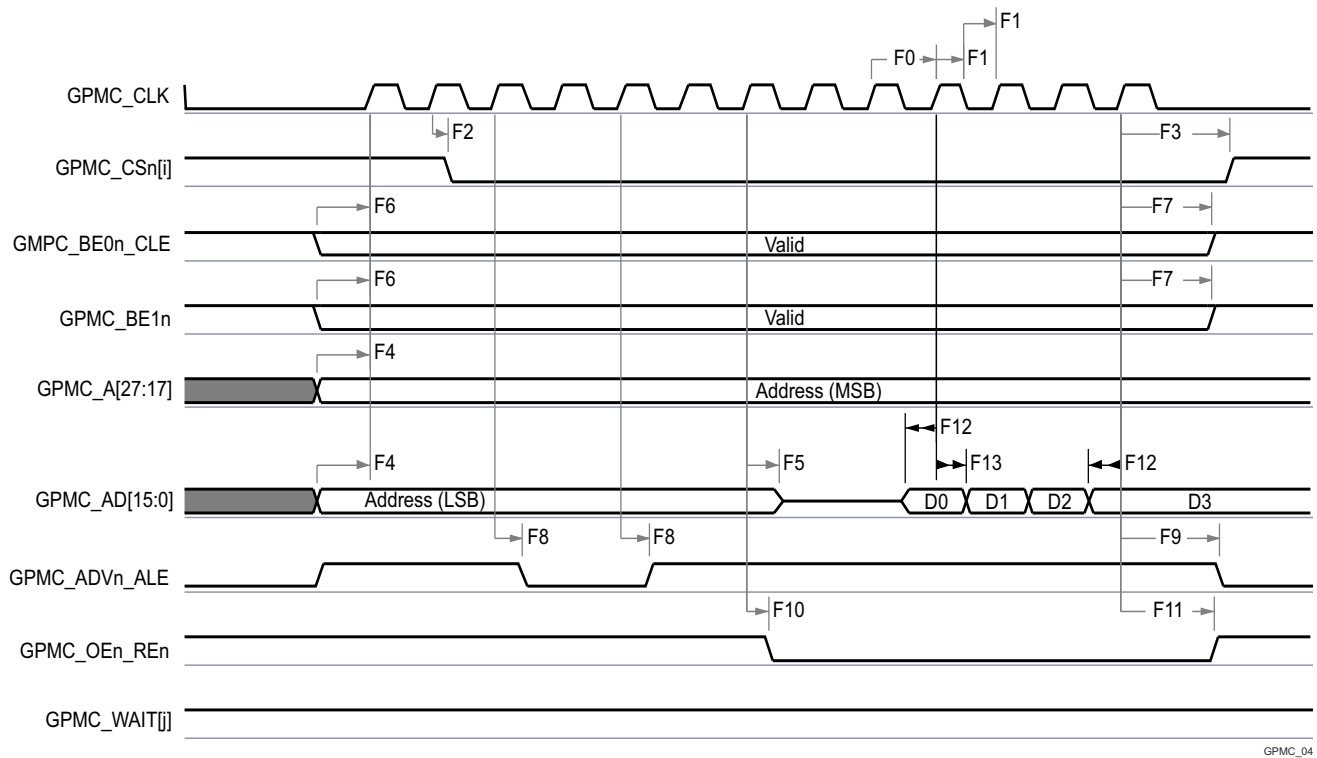 F1
F0 F1
GPMC_CLK
F2 F3
GPMC_CSn[i]
F6 F7
GMPC_BE0n_CLE Valid
F6 F7
GPMC_BE1n Valid
F4
GPMC_A[27:17] Address (MSB)
F12
F4 F5 F13 F12
GPMC_AD[15:0] Address (LSB) D0 D1 D2 D3
F8 F8 F9
GPMC_ADVn_ALE
F10 F11
GPMC_OEn_REn
GPMC_WAIT[j]
GPMC_04